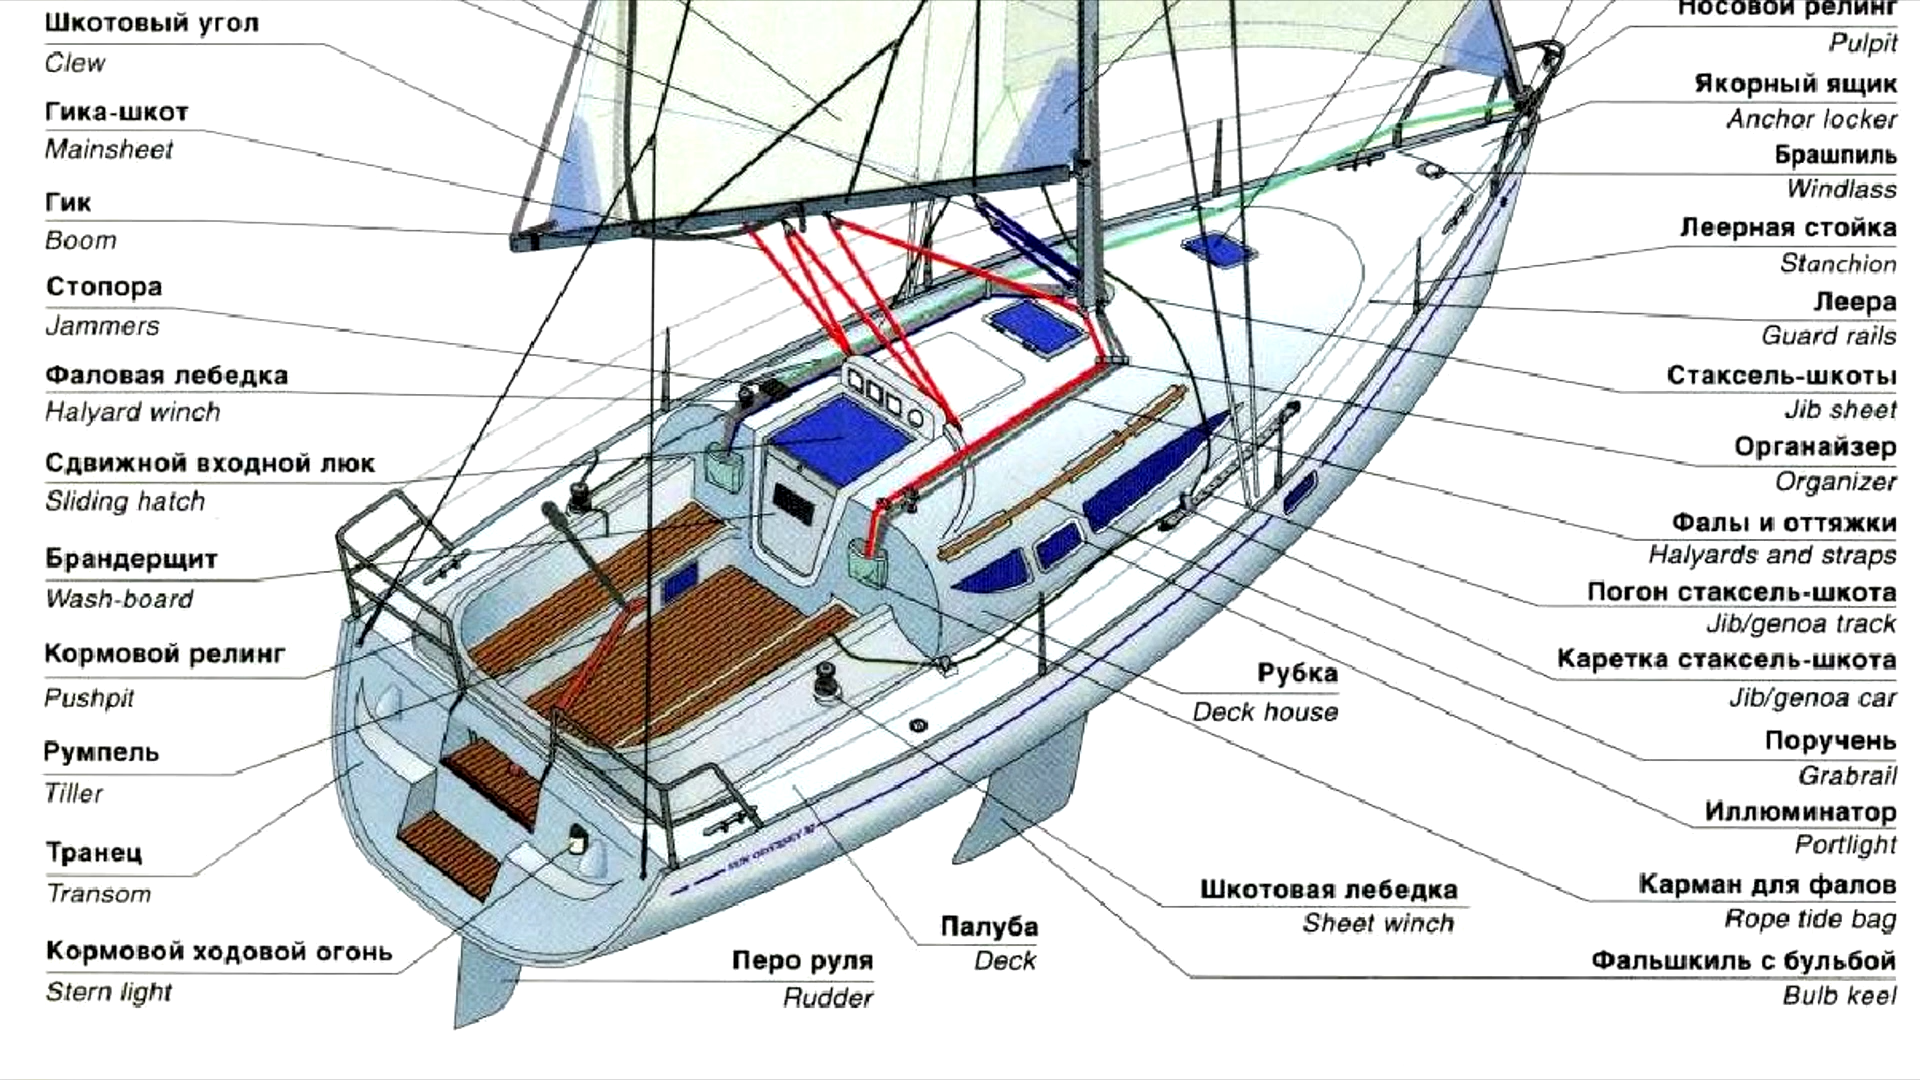 Шкотовый угол
Clew
Гика-шкот
Mainsheet
Гик
Boom
Стопора
Jammers
Фаловая лебедка
Halyard winch
Сдвижной входной люк
Sliding hatch
Брандерщит
Wash-board
Кормовой релинг
Pushpit
Румпель
Tiller
Транец
Transom
Кормовой ходовой огонь
Stern light
Перо руля
Rudder
Палуба
Deck
Шкотовая лебедка
Sheet winch
Рубка
Deck house
Носовой релинг
Pulpit
Якорный ящик
Anchor locker
Брашпиль
Windlass
Леерная стойка
Stanchion
Леера
Guard rails
Стаксель-шкоты
Jib sheet
Органайзер
Organizer
Фалы и оттяжки
Halyards and straps
Погон стаксель-шкота
Jib/genoa track
Каретка стаксель-шкота
Jib/genoa car
Поручень
Grabrail
Иллюминатор
Portlight
Карман для фалов
Rope tide bag
Фальшкиль с бульбой
Bulb keel